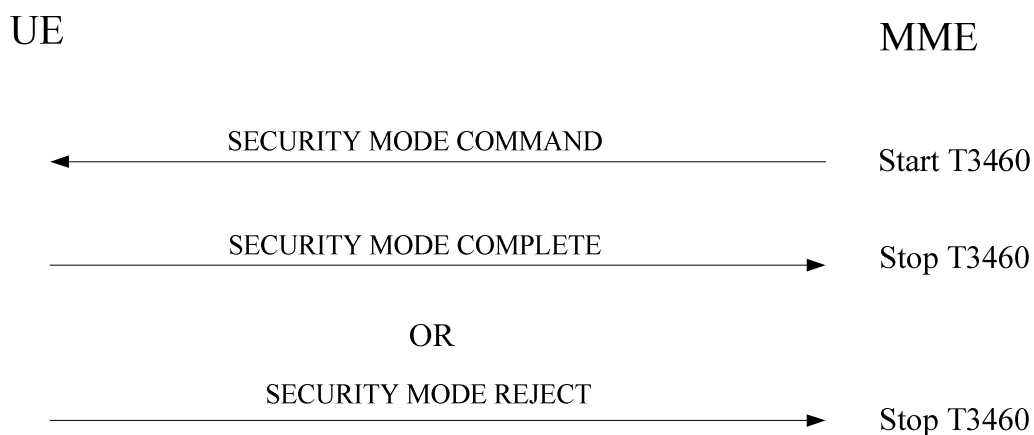 UE
MME
SECURITY MODE COMMAND
Start T3460
SECURITY MODE COMPLETE
Stop T3460
OR
SECURITY MODE REJECT
Stop T3460